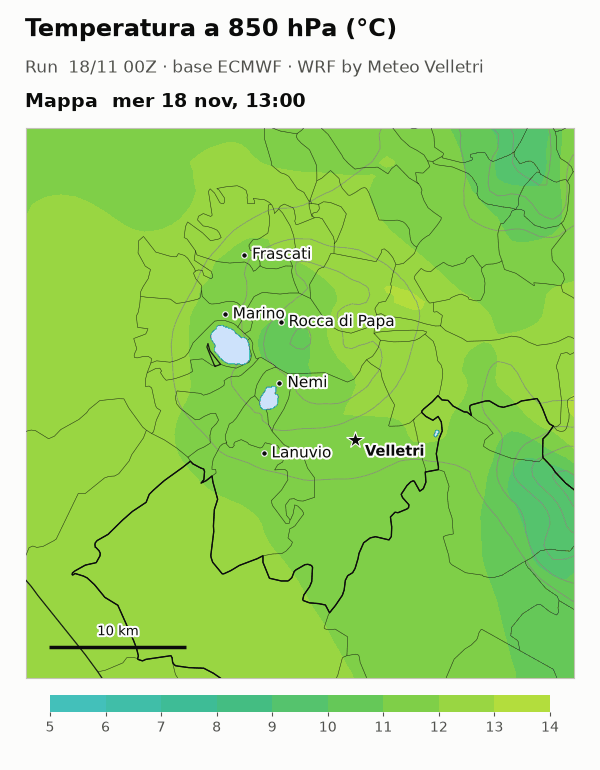 Temperatura a 850 hPa (°C)
Run  18/11 00Z · base ECMWF · WRF by Meteo Velletri
Mappa  mer 18 nov, 13:00
Frascati
Marino
Rocca di Papa
Nemi
Velletri
Lanuvio
10 km
5 6 7 8 9 10 11 12 13 14